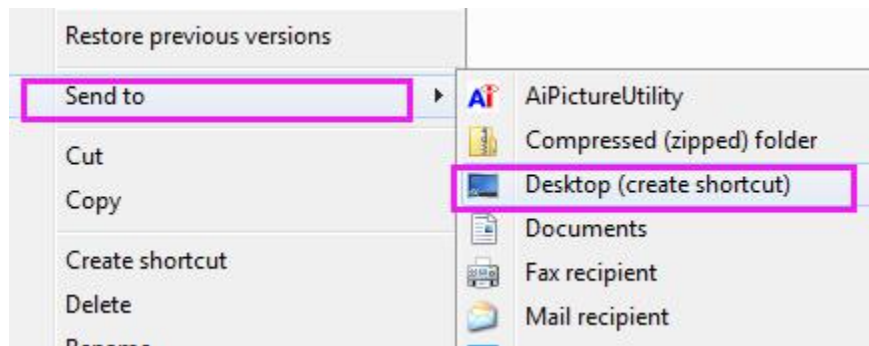 Restore previous versions
Send to
Cut
Copy
Create shortcut
Delete
AiPictureUtility
Compressed (zipped) folder
Desktop (create shortcut)
Documents
Fax recipient
Mail recipient